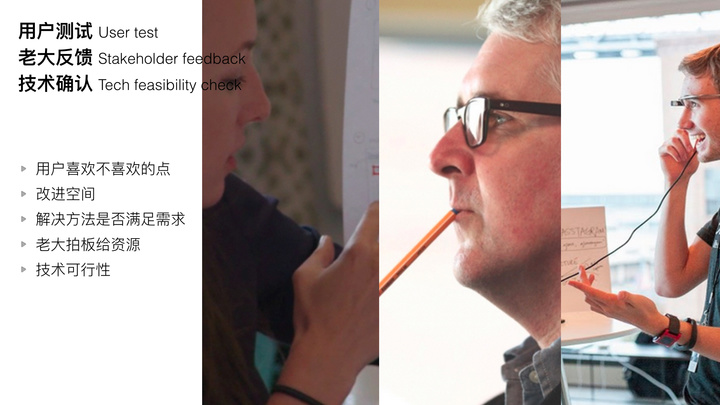 用户测试 User test
老大反馈 Stakeholder feedback
技术确认 Tech feasibility check
用户喜欢不喜欢的点
改进空间
解决方法是否满足需求
老大拍板给资源
技术可行性